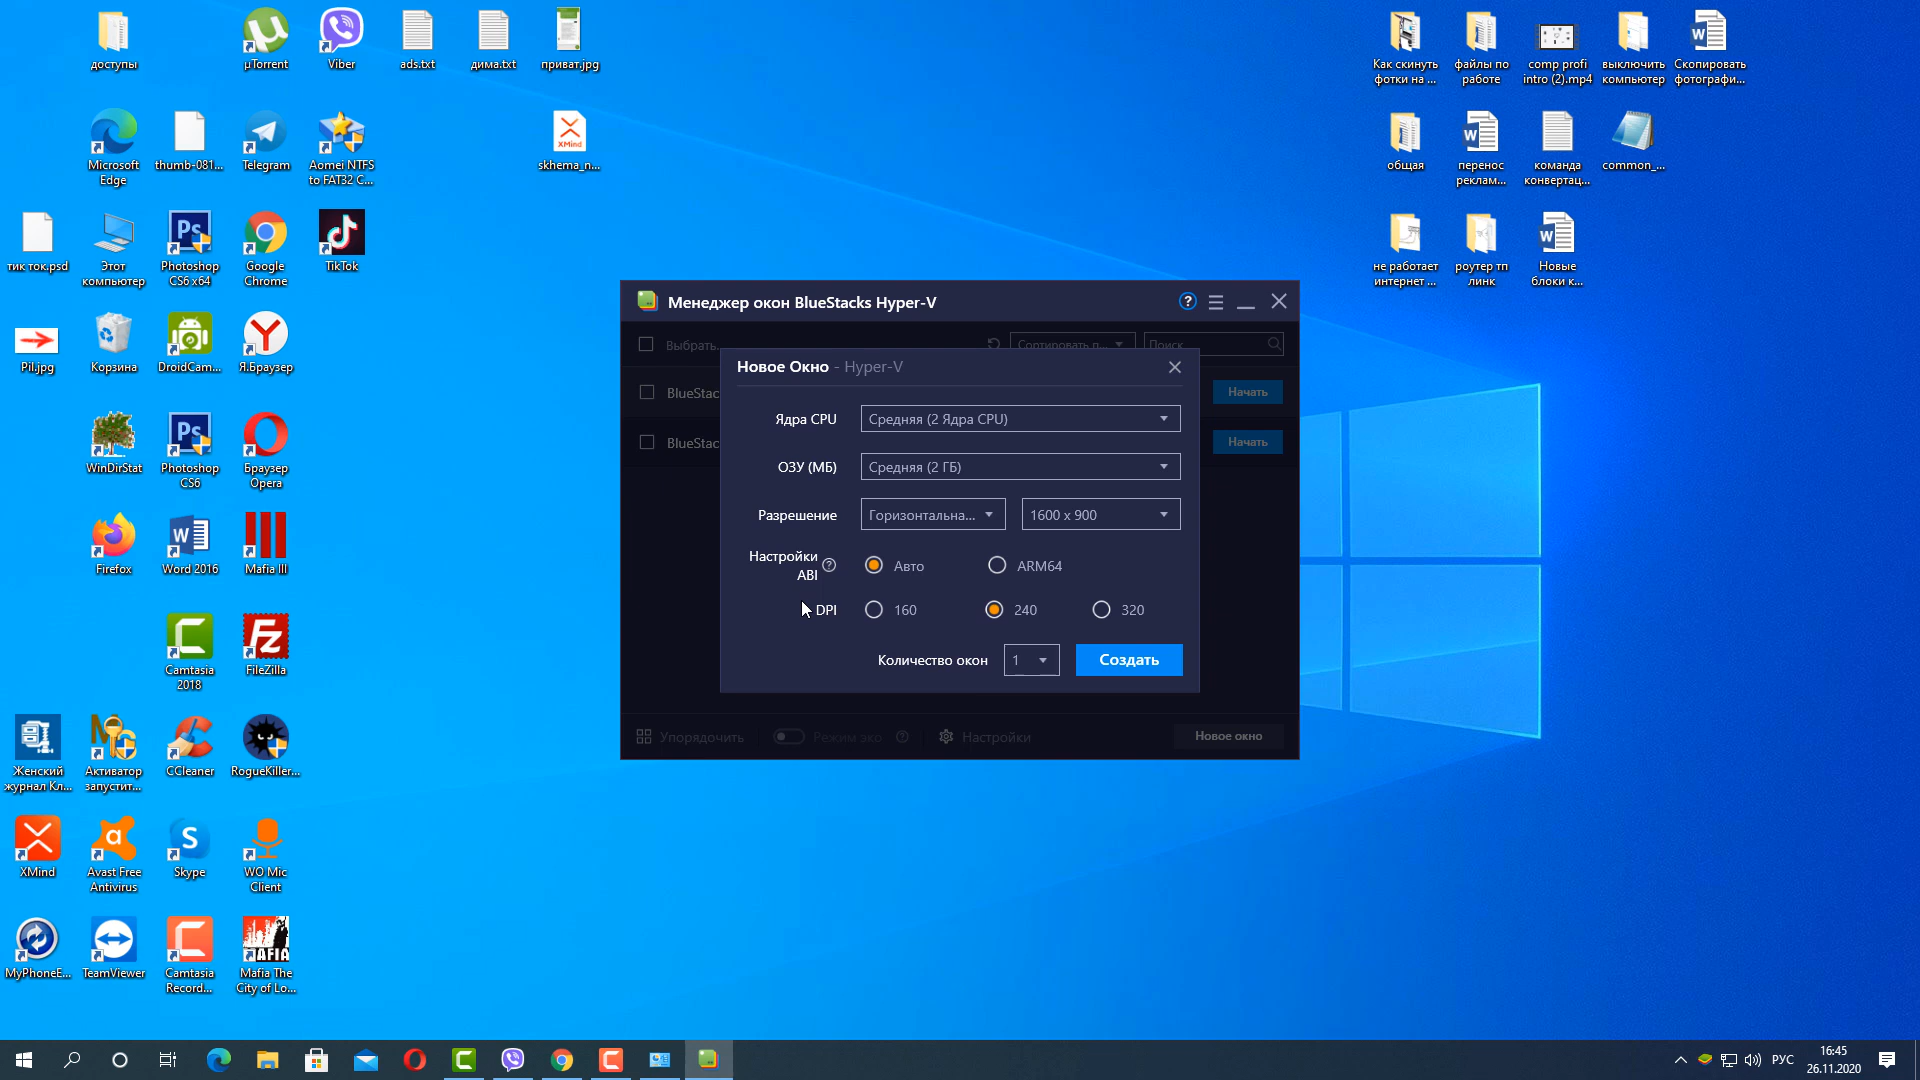 доступы
µTorrent
Viber
ads.txt
дима.txt
приват.jpg
Как скинуть
фотки на ...
файлы по
работе
comp profi
intro (2).mp4
выключить
компьютер
Скопировать
фотографи...
Microsoft
Edge
thumb-081...
Telegram
Aomei NTFS
to FAT32 C...
XMind
skhema_n...
общая
перенос
реклам...
команда
конвертац...
common_...
тик ток.psd
Этот
компьютер
Photoshop
CS6 x64
Google
Chrome
TikTok
не работает
интернет ...
роутер тп
линк
Новые
блоки к...
Pil.jpg
Корзина
DroidCam...
Я.Браузер
WinDirStat
Photoshop
CS6
Браузер
Opera
Firefox
Word 2016
Mafia III
Camtasia
2018
FileZilla
Женский
журнал Кл...
Активатор
запустит...
CCleaner
RogueKiller...
XMind
Avast Free
Antivirus
Skype
WO Mic
Client
MyPhoneE...
TeamViewer
Camtasia
Record...
MAFIA
Mafia The
City of Lo...
Менеджер окон BlueStacks Hyper-V
Выбрать...
Сортировать п...
Поиск
BlueStac
Начать
BlueStac
Начать
Новое Окно - Hyper-V
Ядра CPU
Средняя (2 Ядра CPU)
ОЗУ (МБ)
Средняя (2 ГБ)
Разрешение
Горизонтальна...
1600 x 900
Настройки
ABI
Авто
ARM64
DPI
160
240
320
Количество окон
1
Создать
Упорядочить
Режим эко
Настройки
Новое окно
РУС
16:45
26.11.2020